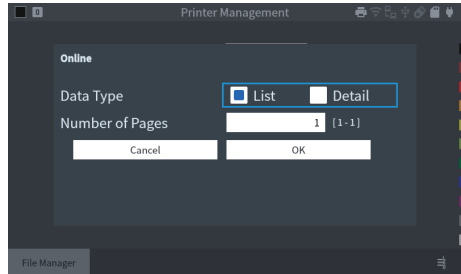 0 Printer Management
Online
Data Type List Detail
Number of Pages 1 [1-1]
Cancel OK
File Manager